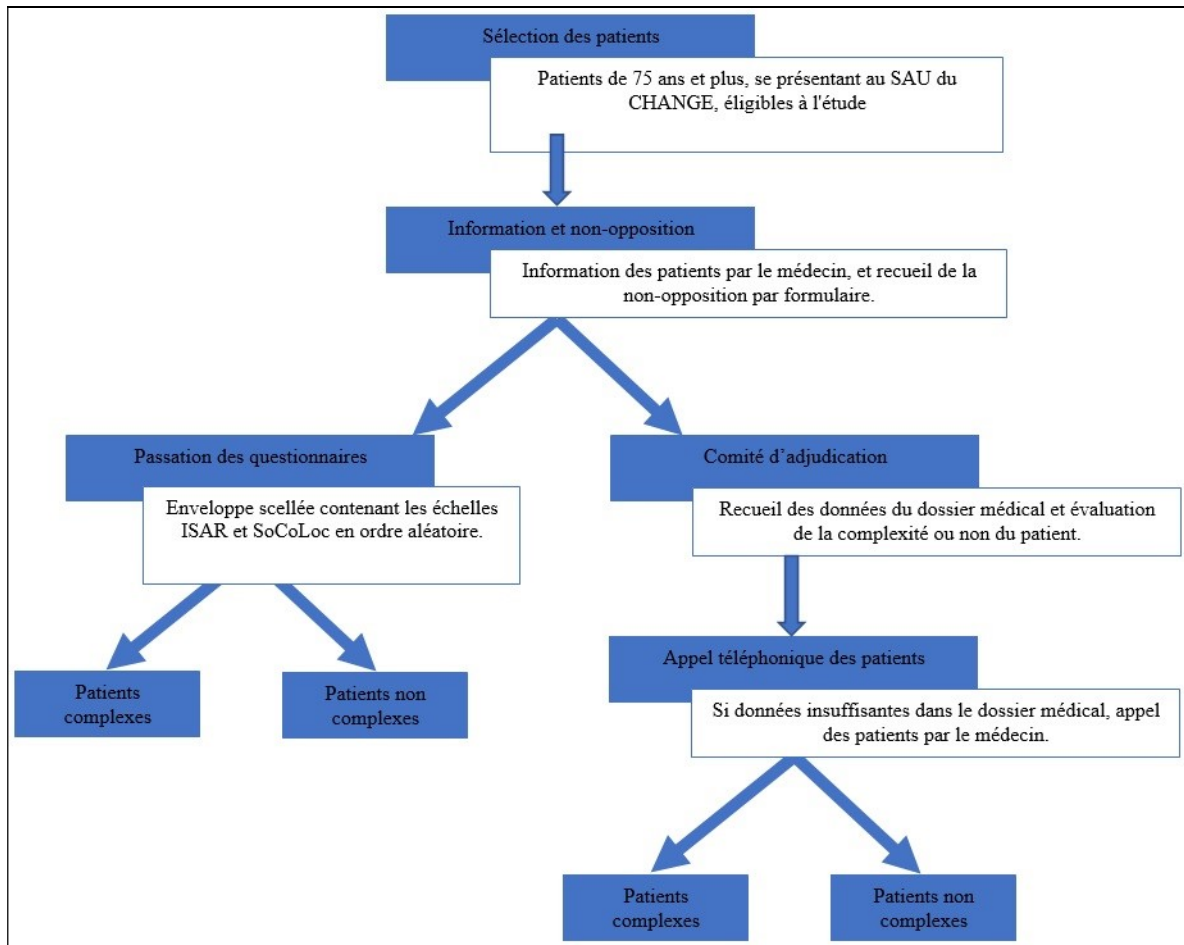 Sélection des patients
Patients de 75 ans et plus, se présentant au SAU du
CHANGE, éligibles à l'étude
Information et non-opposition
Information des patients par le médecin, et recueil de la
non-opposition par formulaire.
Passation des questionnaires
Enveloppe scellée contenant les échelles
ISAR et SoCoLoc en ordre aléatoire.
Patients
complexes
Patients non
complexes
Comité d’adjudication
Recueil des données du dossier médical et évaluation
de la complexité ou non du patient.
Appel téléphonique des patients
Si données insuffisantes dans le dossier médical, appel
des patients par le médecin.
Patients
complexes
Patients non
complexes